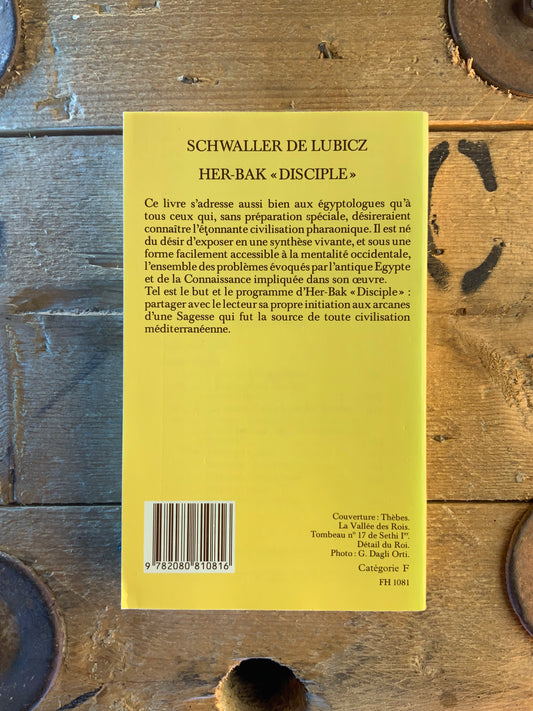 SCHWALLER DE LUBICZ
HER-BAK « DISCIPLE »
Ce livre s'adresse aussi bien aux égyptologues qu'à
tous ceux qui, sans préparation spéciale, désireraient
connaître l'étonnante civilisation pharaonique. Il est né
du désir d'exposer en une synthèse vivante, et sous une
forme facilement accessible à la mentalité occidentale,
l'ensemble des problèmes évoqués par l'antique Egypte
et de la Connaissance impliquée dans son œuvre.
Tel est le but et le programme d'Her-Bak « Disciple » :
partager avec le lecteur sa propre initiation aux arcanes
d'une Sagesse qui fut la source de toute civilisation
méditerranéenne.
Couverture : Thèbes.
La Vallée des Rois.
Tombeau n° 17 de Sethi Ier.
Détail du Roi.
Photo : G. Dagli Orti.
Catégorie F
FH 1081
9 782080 810816